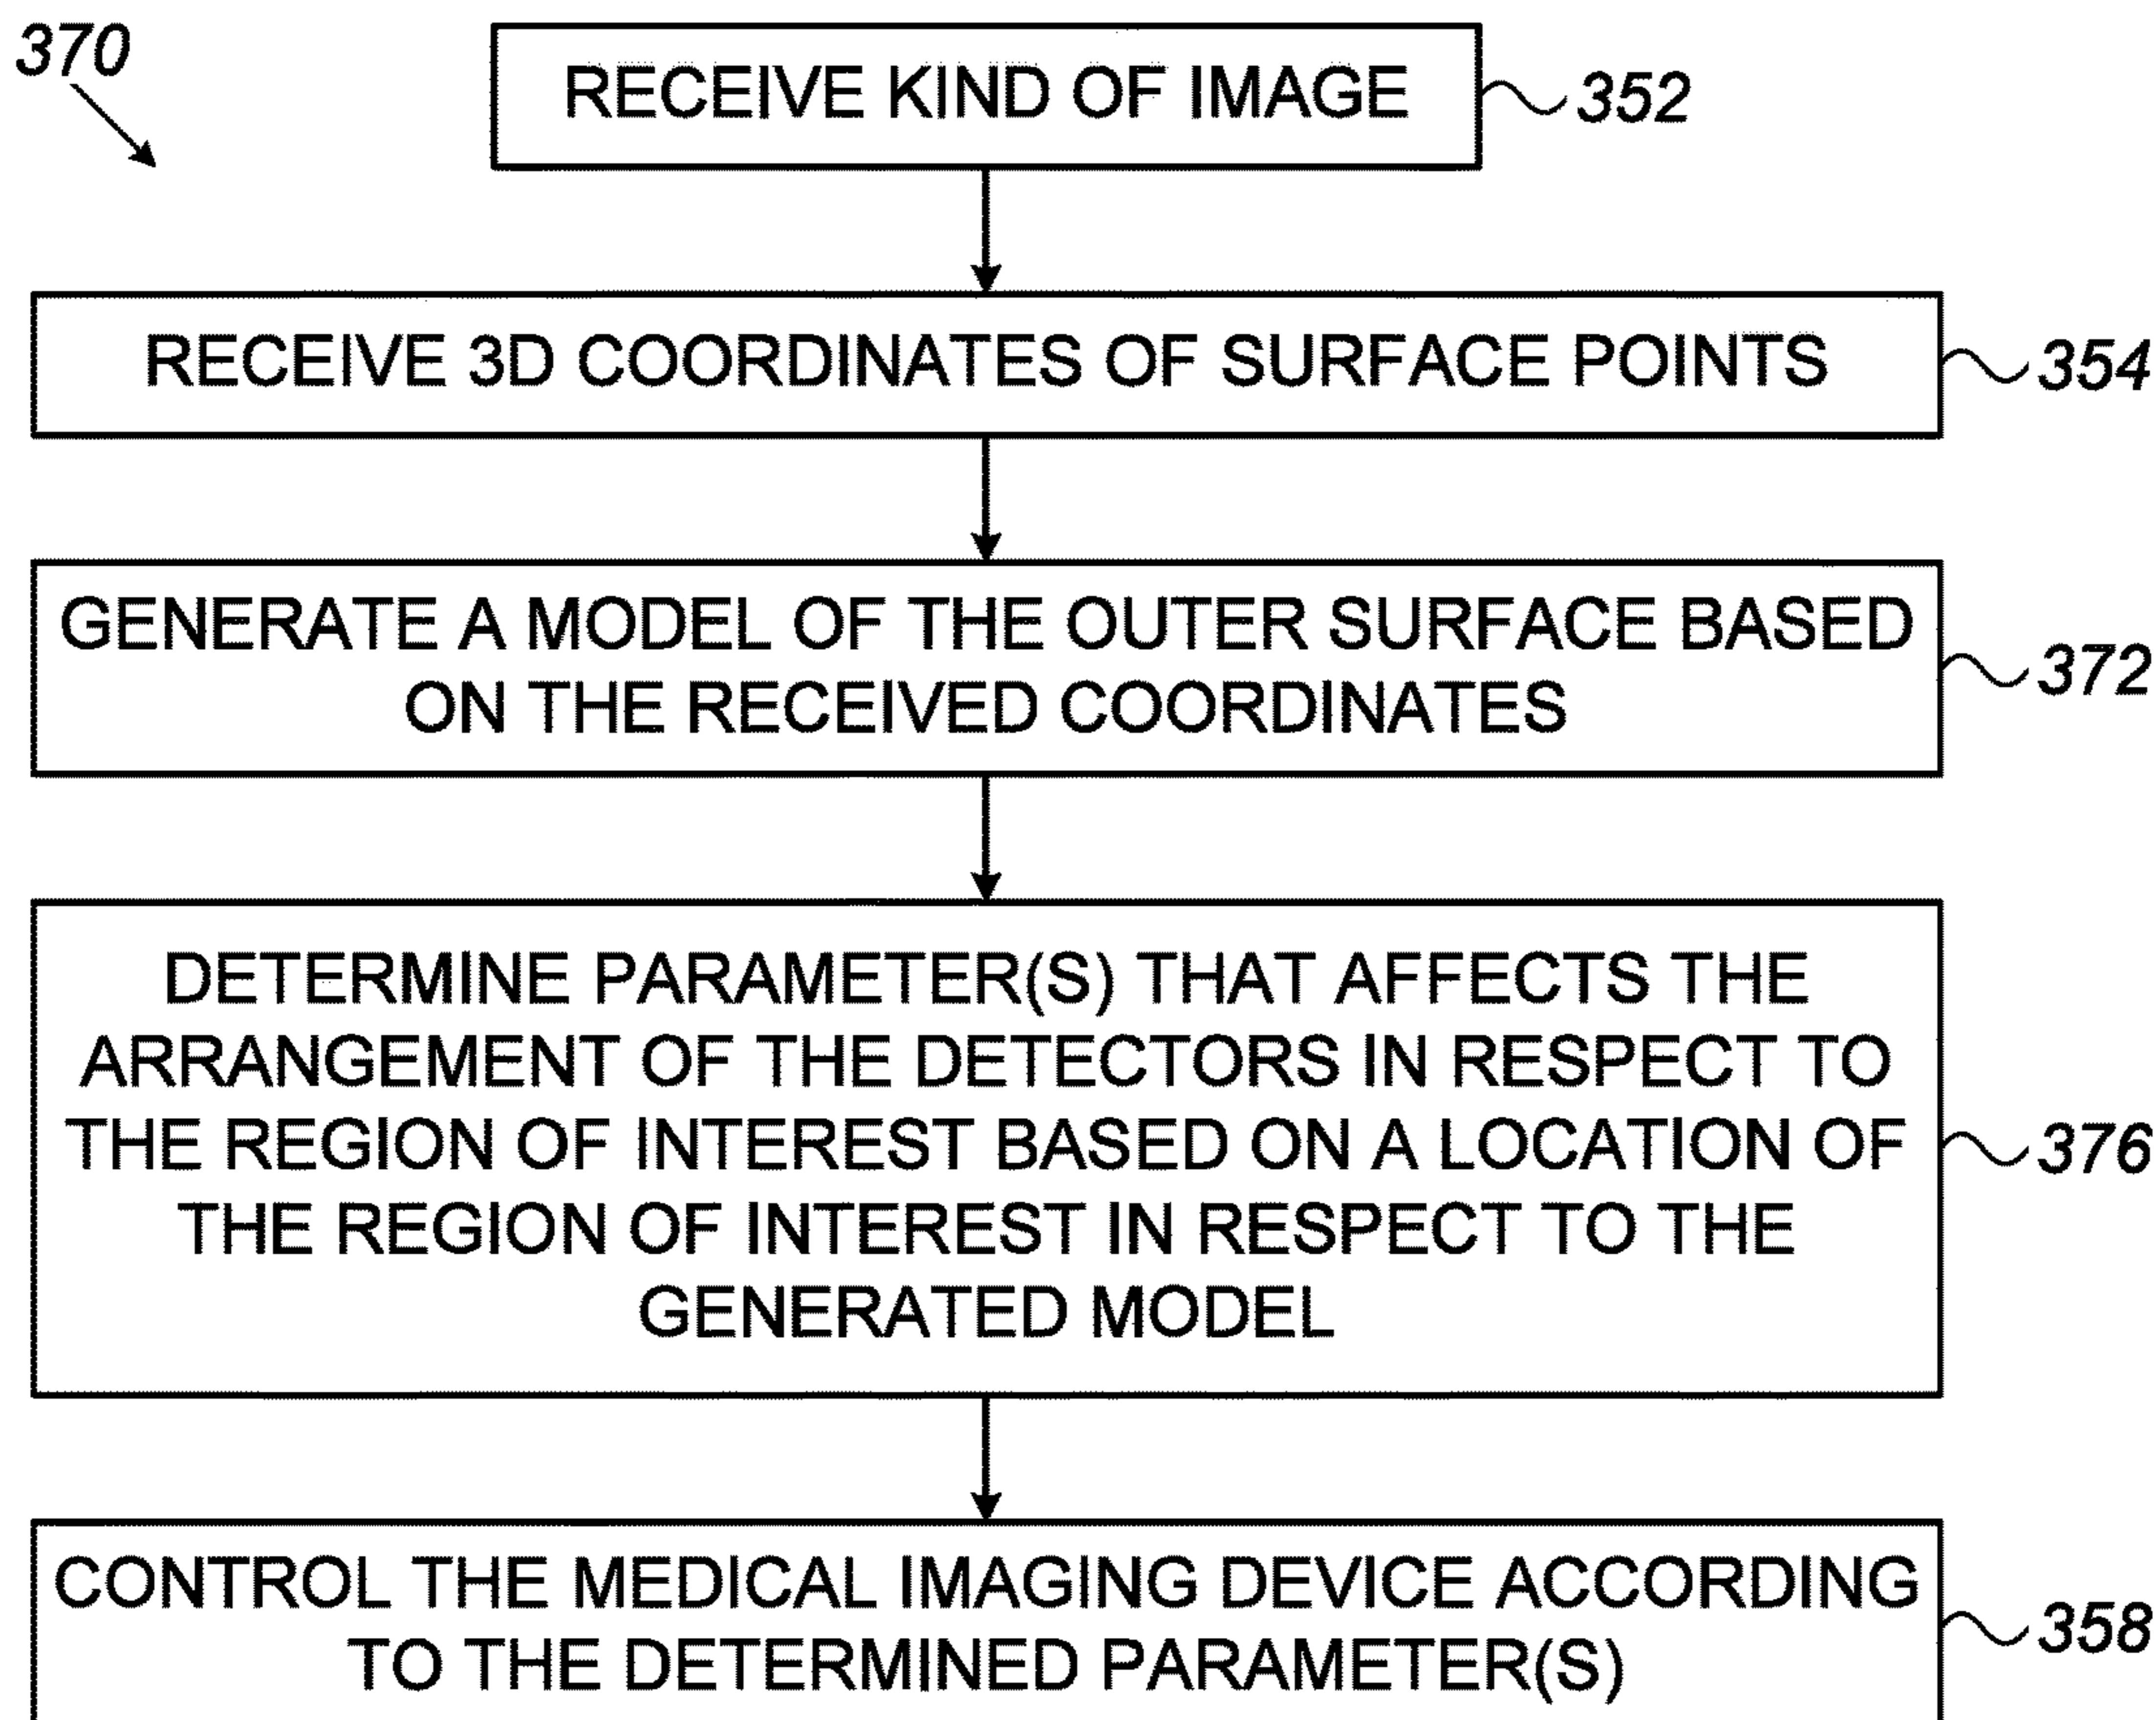 370
RECEIVE KIND OF IMAGE
352
RECEIVE 3D COORDINATES OF SURFACE POINTS
354
GENERATE A MODEL OF THE OUTER SURFACE BASED
ON THE RECEIVED COORDINATES
372
DETERMINE PARAMETER(S) THAT AFFECTS THE
ARRANGEMENT OF THE DETECTORS IN RESPECT TO
THE REGION OF INTEREST BASED ON A LOCATION OF
THE REGION OF INTEREST IN RESPECT TO THE
GENERATED MODEL
376
CONTROL THE MEDICAL IMAGING DEVICE ACCORDING
TO THE DETERMINED PARAMETER(S)
358